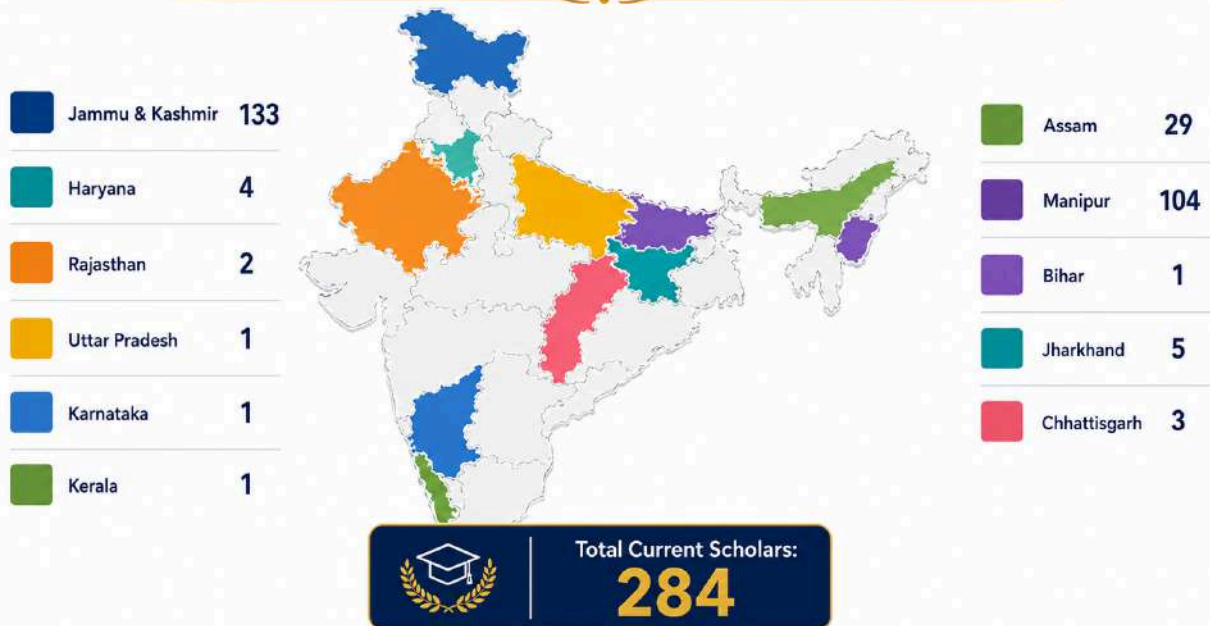 Jammu & Kashmir 133
Haryana 4
Rajasthan 2
Uttar Pradesh 1
Karnataka 1
Kerala 1
Assam 29
Manipur 104
Bihar 1
Jharkhand 5
Chhattisgarh 3
Total Current Scholars:
284